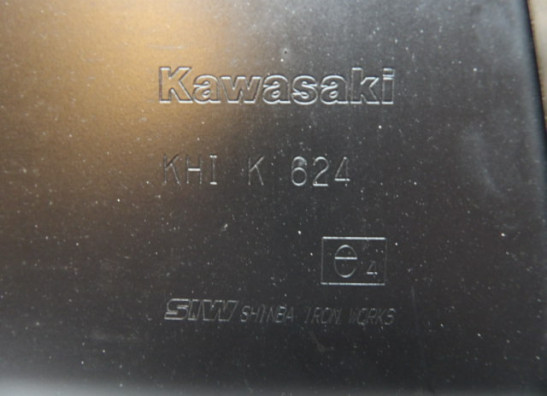 Kawasaki
KHI K 624
e4
SIW SHINBA IRON WORKS